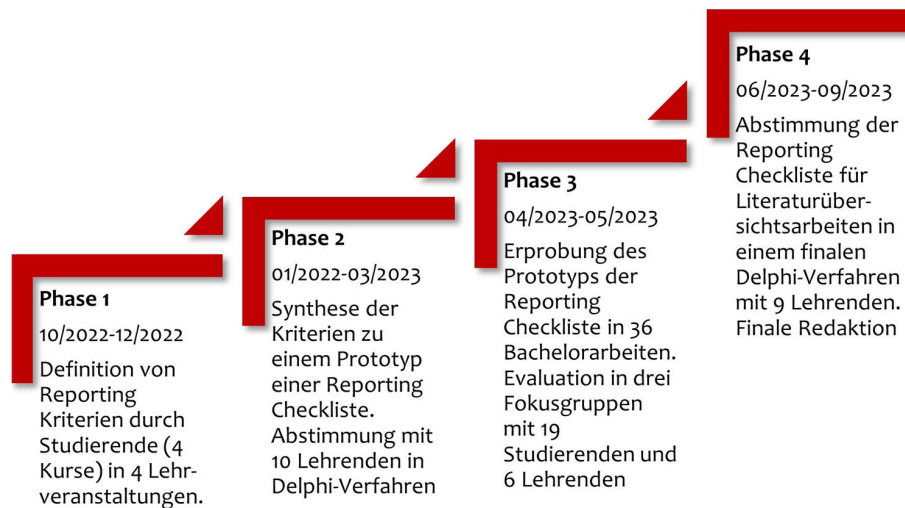 Phase 1
10/2022-12/2022
Definition von
Reporting
Kriterien durch
Studierende (4
Kurse) in 4 Lehr-
veranstaltungen.
Phase 2
01/2022-03/2023
Synthese der
Kriterien zu
einem Prototyp
einer Reporting
Checkliste.
Abstimmung mit
10 Lehrenden in
Delphi-Verfahren
Phase 3
04/2023-05/2023
Erprobung des
Prototyps der
Reporting
Checkliste in 36
Bachelorarbeiten.
Evaluation in drei
Fokusgruppen
mit 19
Studierenden und
6 Lehrenden
Phase 4
06/2023-09/2023
Abstimmung der
Reporting
Checkliste für
Literaturüber-
sichtsarbeiten in
einem finalen
Delphi-Verfahren
mit 9 Lehrenden.
Finale Redaktion